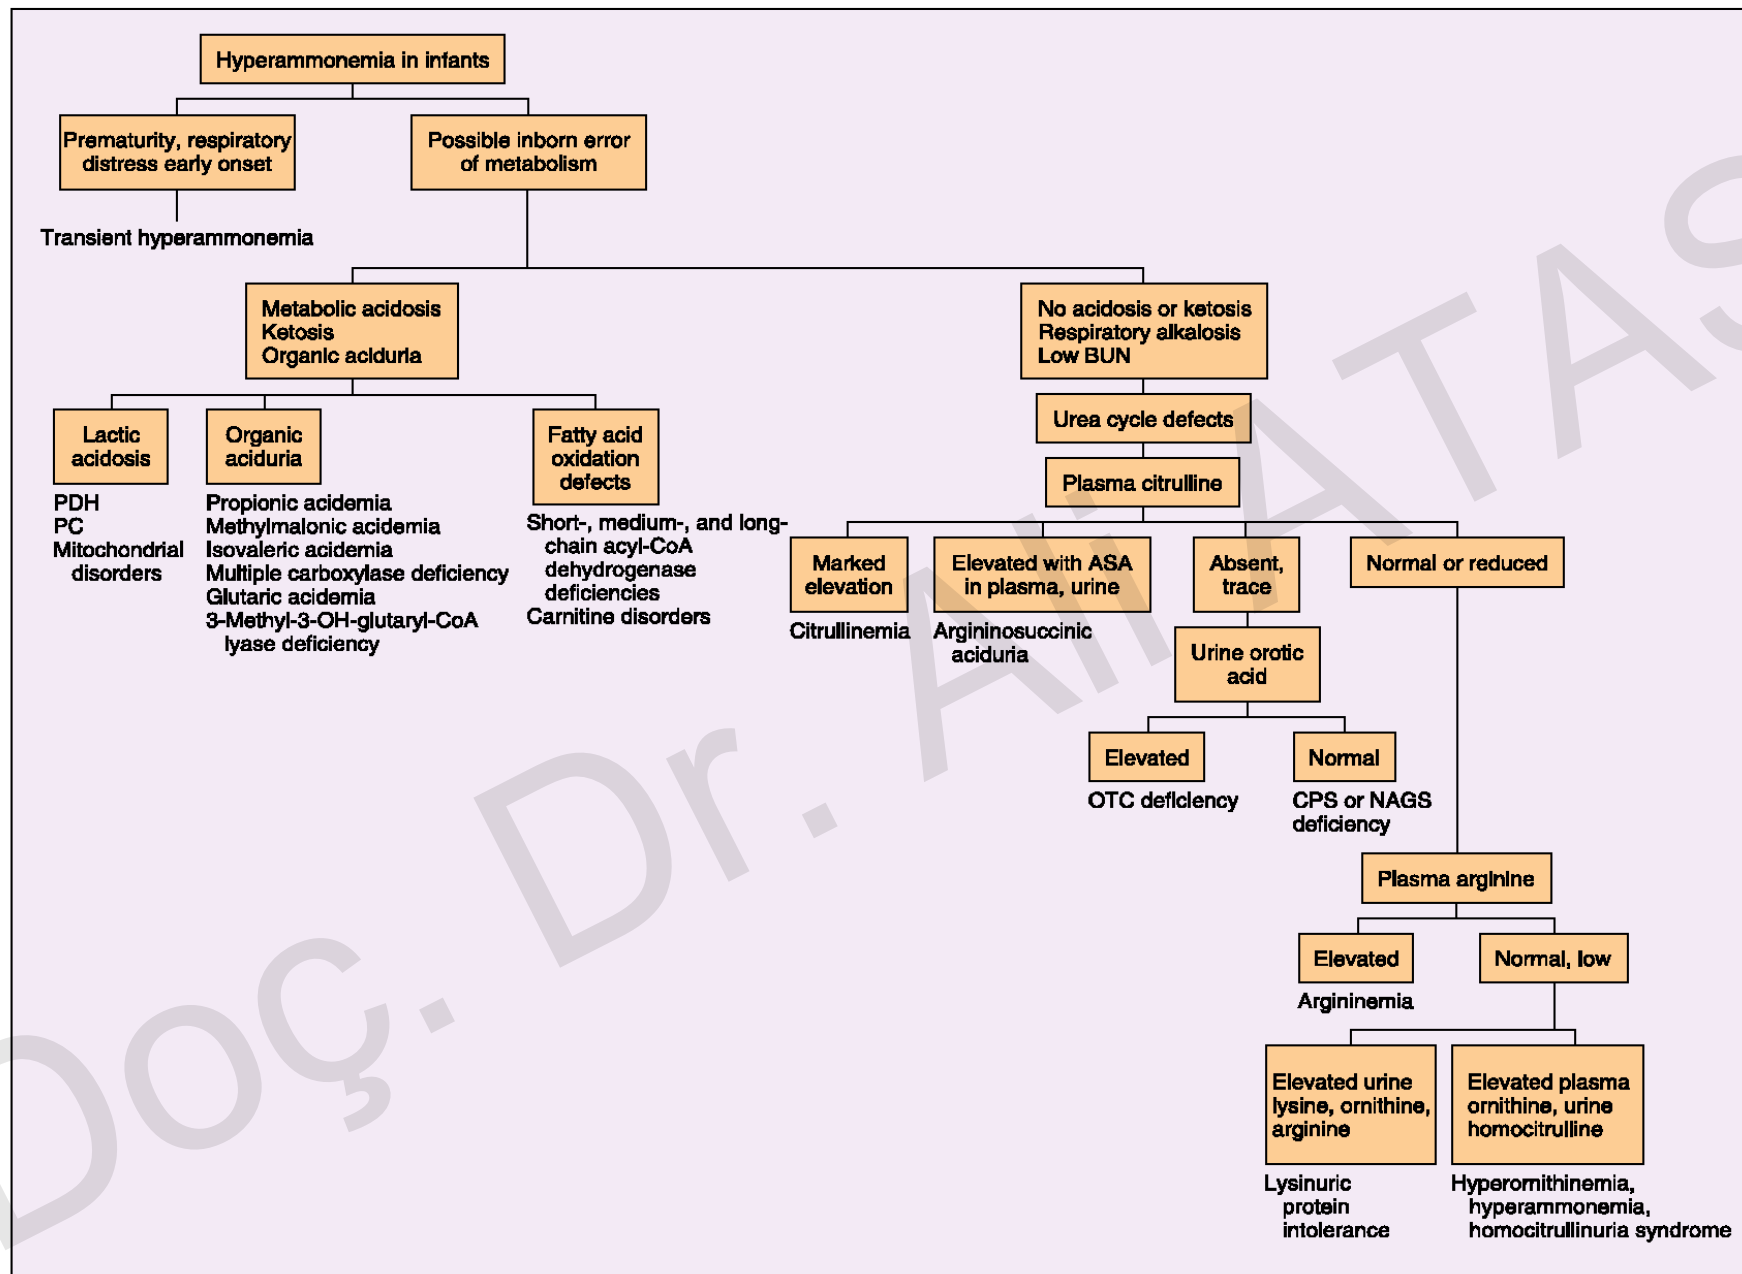 Hyperammonemia in infants
Prematurity, respiratory
distress early onset
Possible inborn error
of metabolism
Transient hyperammonemia
Metabolic acidosis
Ketosis
Organic aciduria
No acidosis or ketosis
Respiratory alkalosis
Low BUN
Lactic
acidosis
Organic
aciduria
Fatty acid
oxidation
defects
Urea cycle defects
Plasma citrulline
PDH
PC
Mitochondrial
disorders
Propionic acidemia
Methylmalonic acidemia
Isovaleric acidemia
Multiple carboxylase deficiency
Glutaric acidemia
3-Methyl-3-OH-glutaryl-CoA
lyase deficiency
Short-, medium-, and long-
chain acyl-CoA
dehydrogenase
deficiencies
Carnitine disorders
Marked
elevation
Elevated with ASA
in plasma, urine
Absent,
trace
Normal or reduced
Citrullinemia
Argininosuccinic
aciduria
Urine orotic
acid
Elevated
Normal
OTC deficiency
CPS or NAGS
deficiency
Plasma arginine
Elevated
Normal, low
Argininemia
Elevated urine
lysine, ornithine,
arginine
Elevated plasma
ornithine, urine
homocitrulline
Lysinuric
protein
intolerance
Hyperornithinemia,
hyperammonemia,
homocitrullinuria syndrome
Doç. Dr. Ali ATAŞ